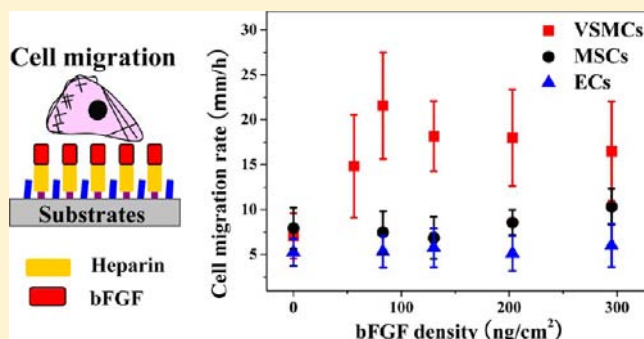 Cell migration
Substrates
Heparin
bFGF
Cell migration rate (mm/h)
30
25
20
15
10
5
0
100
200
300
bFGF density (ng/cm²)
VSMCs
MSCs
ECs